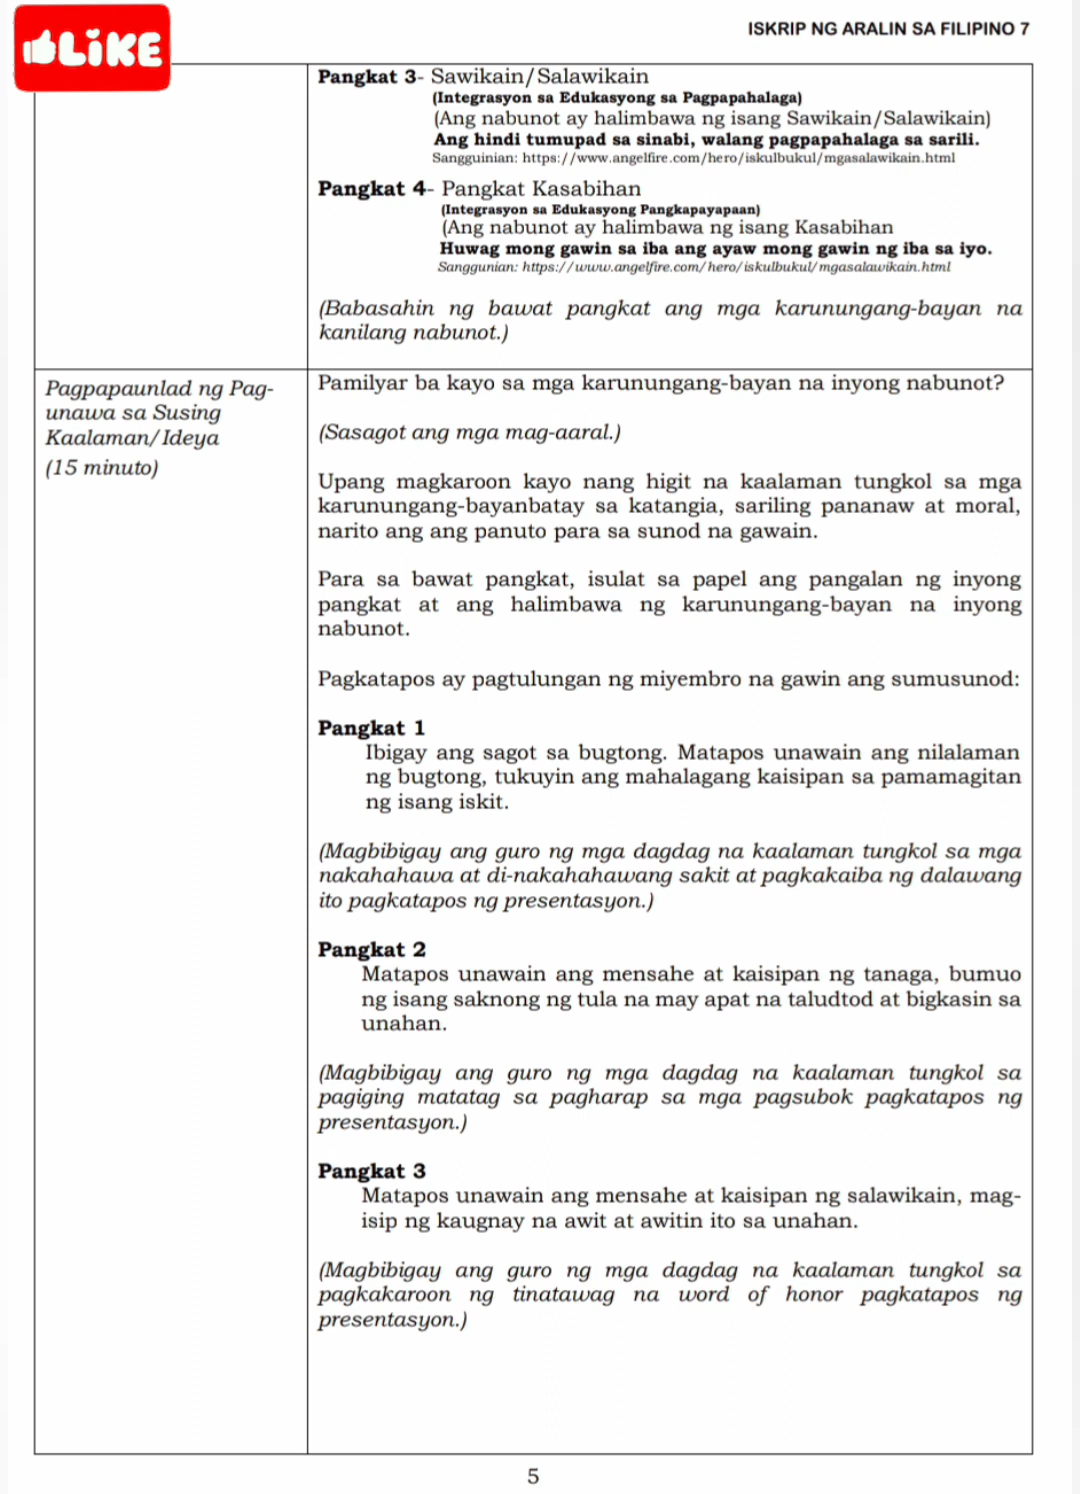 LiKE
ISKRIP NG ARALIN SA FILIPINO 7
Pangkat 3- Sawikain/Salawikain
(Integrasyon sa Edukasyong sa Pagpapahalaga)
(Ang nabunot ay halimbawa ng isang Sawikain/Salawikain)
Ang hindi tumupad sa sinabi, walang pagpapahalaga sa sarili.
Sangguinian: https://www.angelfire.com/hero/iskulbukul/mgasalawikain.html
Pangkat 4- Pangkat Kasabihan
(Integrasyon sa Edukasyong Pangkapayapaan)
(Ang nabunot ay halimbawa ng isang Kasabihan
Huwag mong gawin sa iba ang ayaw mong gawin ng iba sa iyo.
Sanggunian: https://www.angelfire.com/hero/iskulbukul/mgasalawikain.html
(Babasahin ng bawat pangkat ang mga karunungang-bayan na
kanilang nabunot.)
Pagpapaunlad ng Pag-
unawa sa Susing
Kaalaman/Ideya
(15 minuto)
Pamilyar ba kayo sa mga karunungang-bayan na inyong nabunot?
(Sasagot ang mga mag-aaral.)
Upang magkaroon kayo nang higit na kaalaman tungkol sa mga
karunungang-bayanbatay sa katangia, sariling pananaw at moral,
narito ang ang panuto para sa sunod na gawain.
Para sa bawat pangkat, isulat sa papel ang pangalan ng inyong
pangkat at ang halimbawa ng karunungang-bayan na inyong
nabunot.
Pagkatapos ay pagtulungan ng miyembro na gawin ang sumusunod:
Pangkat 1
Ibigay ang sagot sa bugtong. Matapos unawain ang nilalaman
ng bugtong, tukuyin ang mahalagang kaisipan sa pamamagitan
ng isang iskit.
(Magbibigay ang guro ng mga dagdag na kaalaman tungkol sa mga
nakahahawa at di-nakahahawang sakit at pagkakaiba ng dalawang
ito pagkatapos ng presentasyon.)
Pangkat 2
Matapos unawain ang mensahe at kaisipan ng tanaga, bumuo
ng isang saknong ng tula na may apat na taludtod at bigkasin sa
unahan.
(Magbibigay ang guro ng mga dagdag na kaalaman tungkol sa
pagiging matatag sa pagharap sa mga pagsubok pagkatapos ng
presentasyon.)
Pangkat 3
Matapos unawain ang mensahe at kaisipan ng salawikain, mag-
isip ng kaugnay na awit at awitin ito sa unahan.
(Magbibigay ang guro ng mga dagdag na kaalaman tungkol sa
pagkakaroon ng tinatawag na word of honor pagkatapos ng
presentasyon.)
5